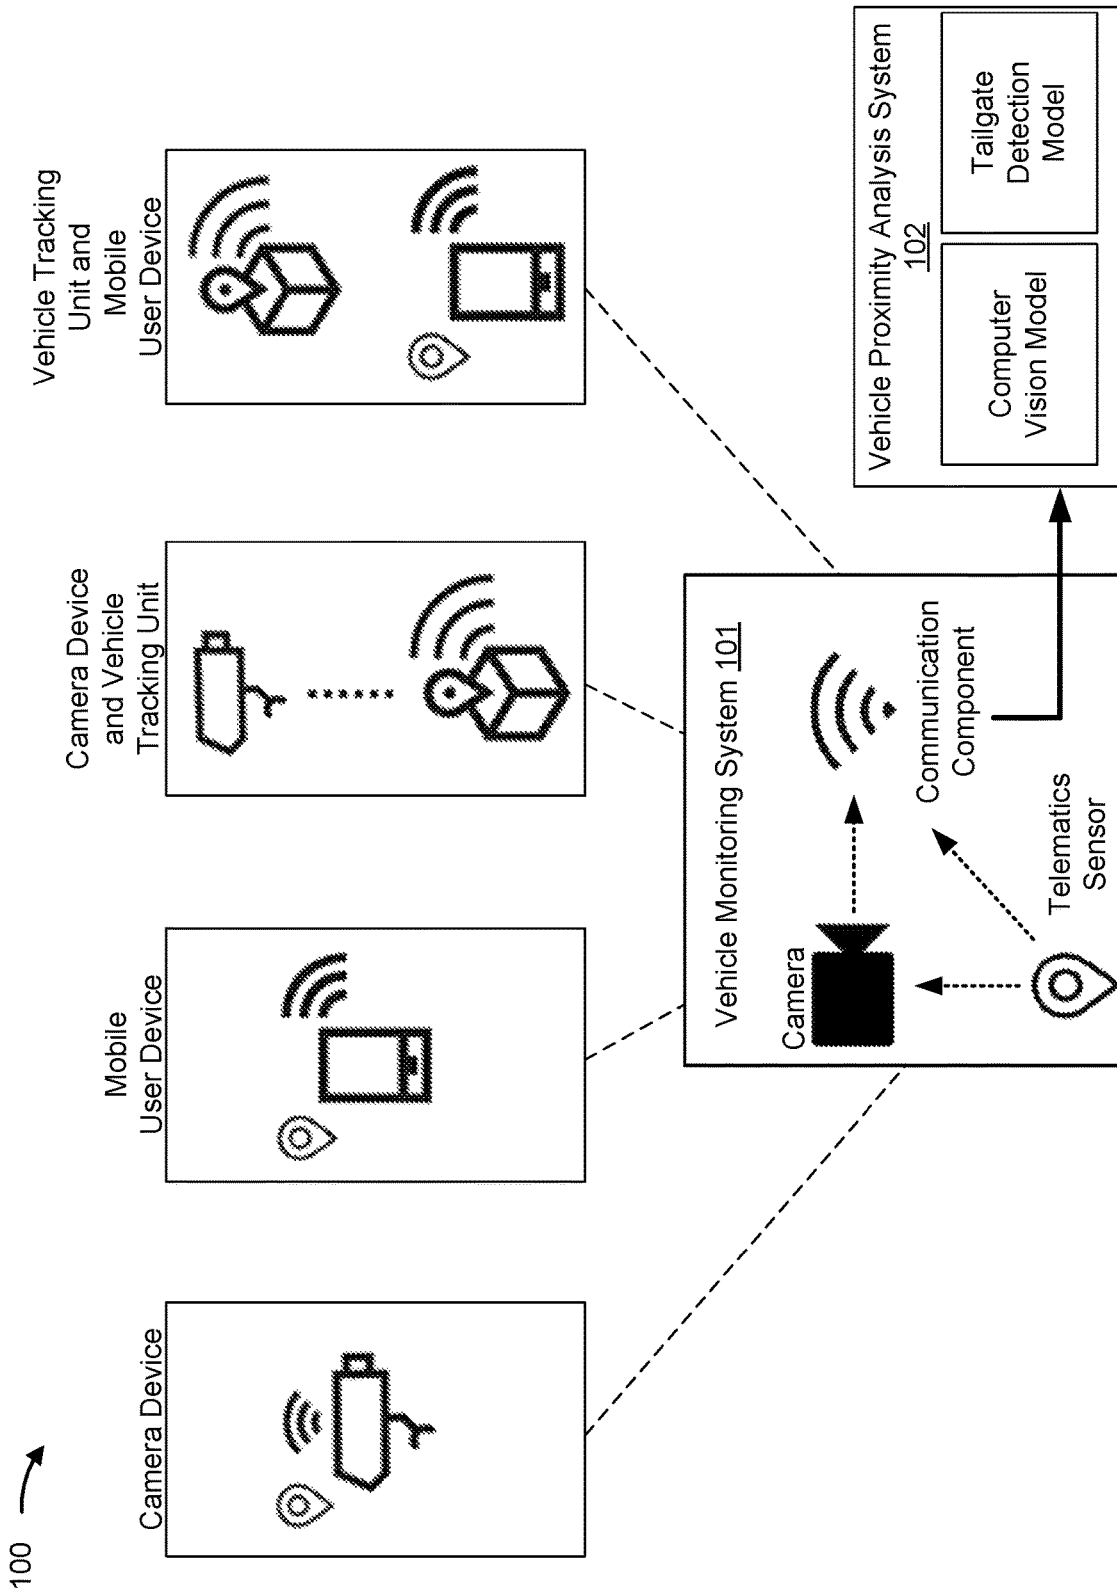 100
Camera Device
Mobile
User Device
Camera Device
and Vehicle
Tracking Unit
Vehicle Tracking
Unit and
Mobile
User Device
Vehicle Monitoring System 101
Camera
Communication
Component
Telematics
Sensor
Vehicle Proximity Analysis System
102
Computer
Vision Model
Tailgate
Detection
Model